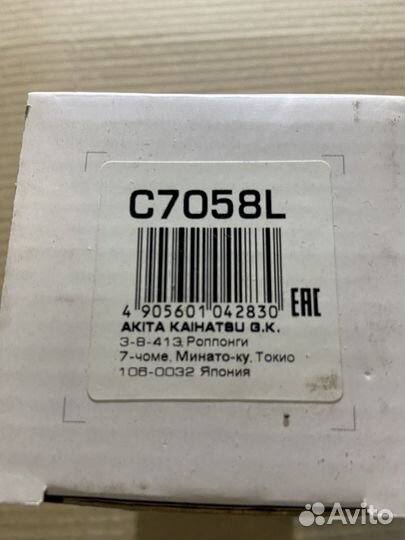 C7058L
4 905601 042830
EAC
AKITA KAIHATSU G.K.
3-8-413, Роппонги
7-чоме, Минато-ку, Токио
106-0032 Япония
Avito